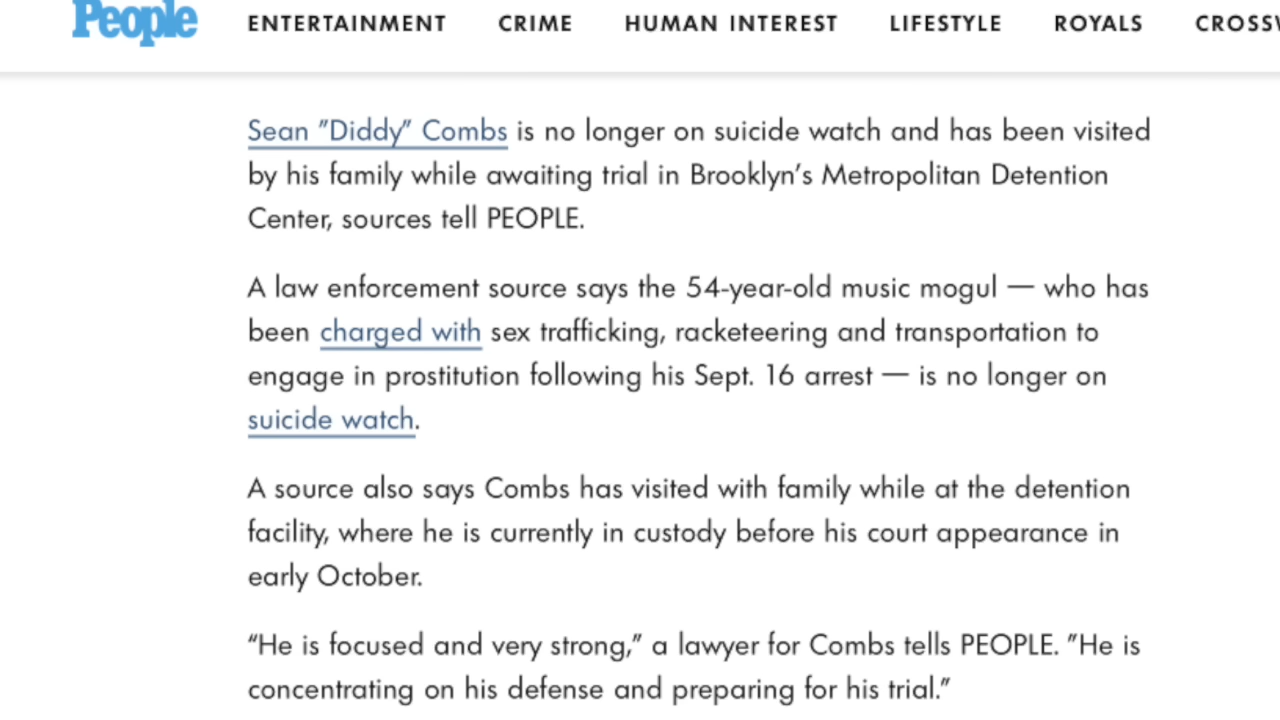 People ENTERTAINMENT CRIME HUMAN INTEREST LIFESTYLE ROYALS
Sean "Diddy" Combs is no longer on suicide watch and has been visited
by his family while awaiting trial in Brooklyn’s Metropolitan Detention
Center, sources tell PEOPLE.
A law enforcement source says the 54-year-old music mogul — who has
been charged with sex trafficking, racketeering and transportation to
engage in prostitution following his Sept. 16 arrest — is no longer on
suicide watch.
A source also says Combs has visited with family while at the detention
facility, where he is currently in custody before his court appearance in
early October.
“He is focused and very strong,” a lawyer for Combs tells PEOPLE. "He is
concentrating on his defense and preparing for his trial.”